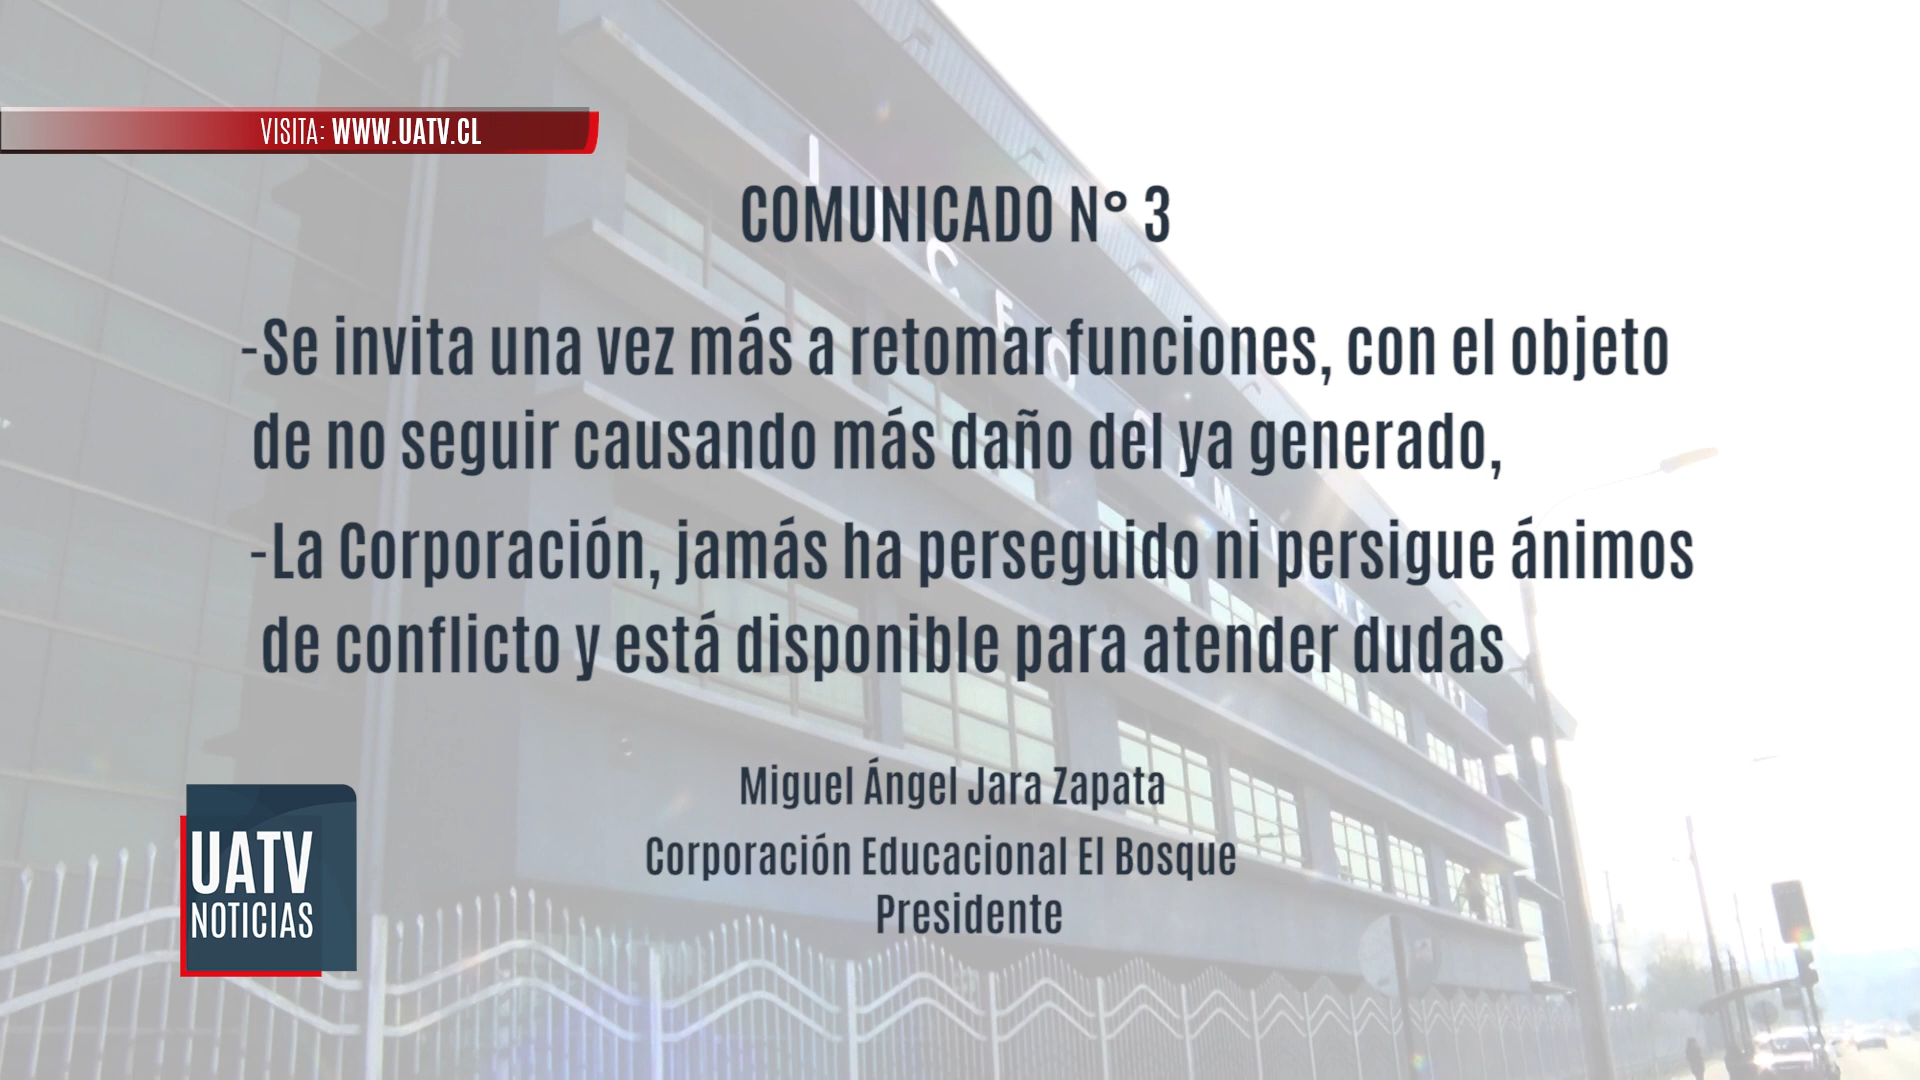 VISITA: WWW.UATV.CL
COMUNICADO N° 3
-Se invita una vez más a retomar funciones, con el objeto
de no seguir causando más daño del ya generado,
-La Corporación, jamás ha perseguido ni persigue ánimos
de conflicto y está disponible para atender dudas
Miguel Ángel Jara Zapata
Corporación Educacional El Bosque
Presidente
UATV
NOTICIAS